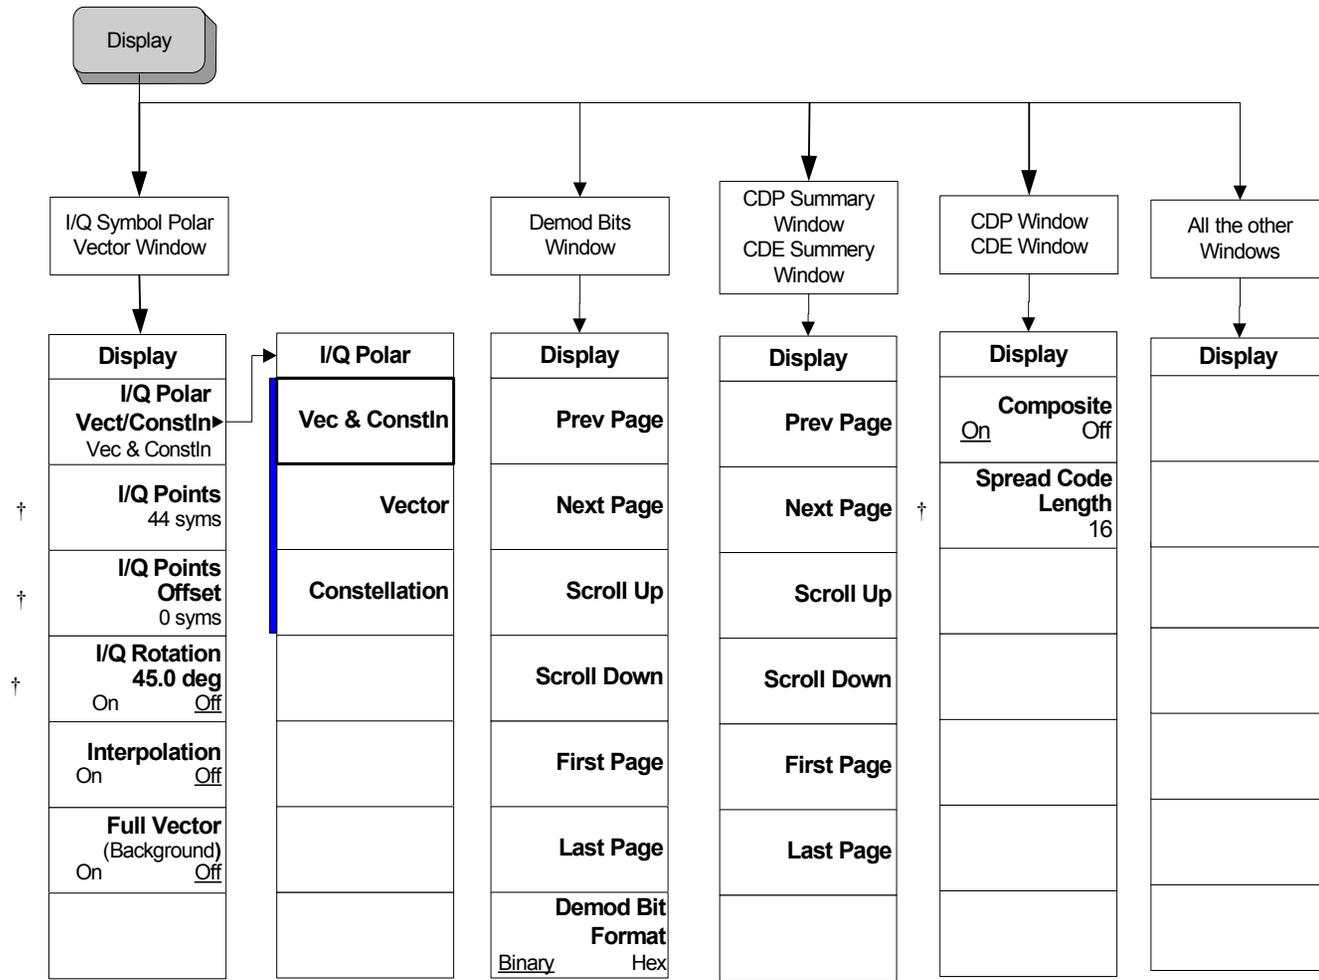 Display
I/Q Symbol Polar
Vector Window
Demod Bits
Window
CDP Summary
Window
CDE Summery
Window
CDP Window
CDE Window
All the other
Windows
Display
I/Q Polar
Vect/Constln
Vec & Constln
† I/Q Points
44 syms
† I/Q Points
Offset
0 syms
† I/Q Rotation
45.0 deg
On Off
Interpolation
On Off
Full Vector
(Background)
On Off
I/Q Polar
Vec & Constln
Vector
Constellation
Display
Prev Page
Next Page
Scroll Up
Scroll Down
First Page
Last Page
Demod Bit
Format
Binary Hex
Display
Prev Page
Next Page
Scroll Up
Scroll Down
First Page
Last Page
Display
Composite
On Off
† Spread Code
Length
16
Display